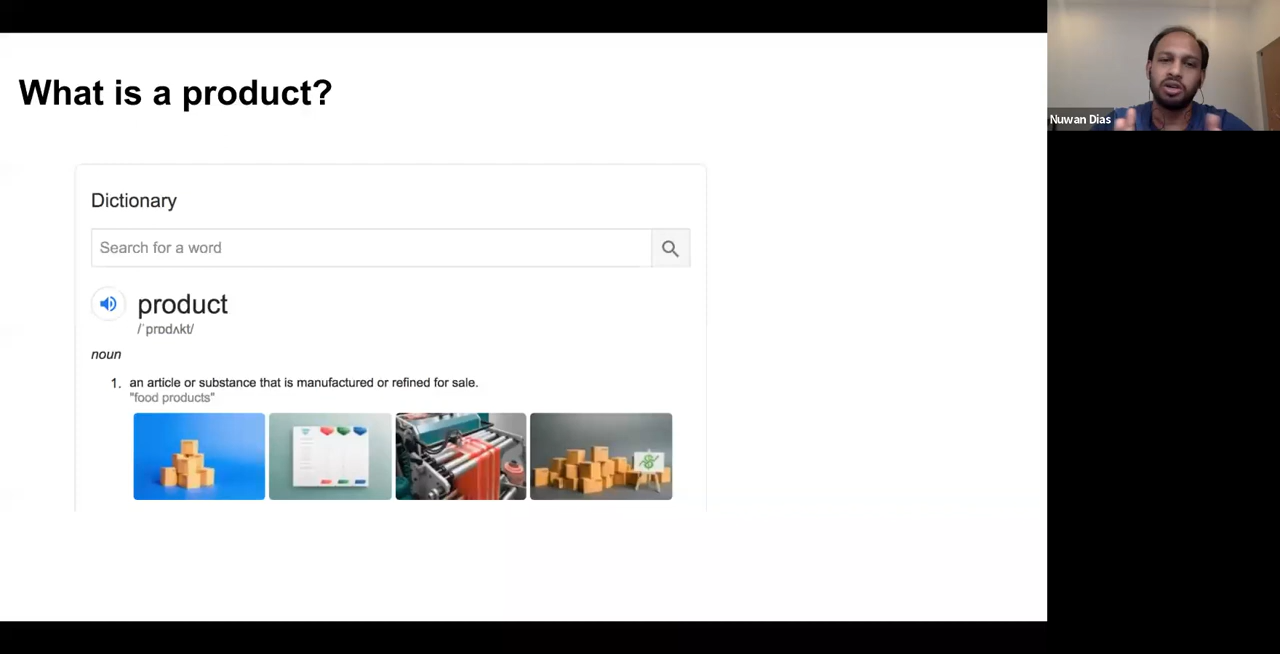 What is a product?
Nuwan Dias
Dictionary
Search for a word
product
/ˈprɒdʌkt/
noun
1. an article or substance that is manufactured or refined for sale.
"food products"